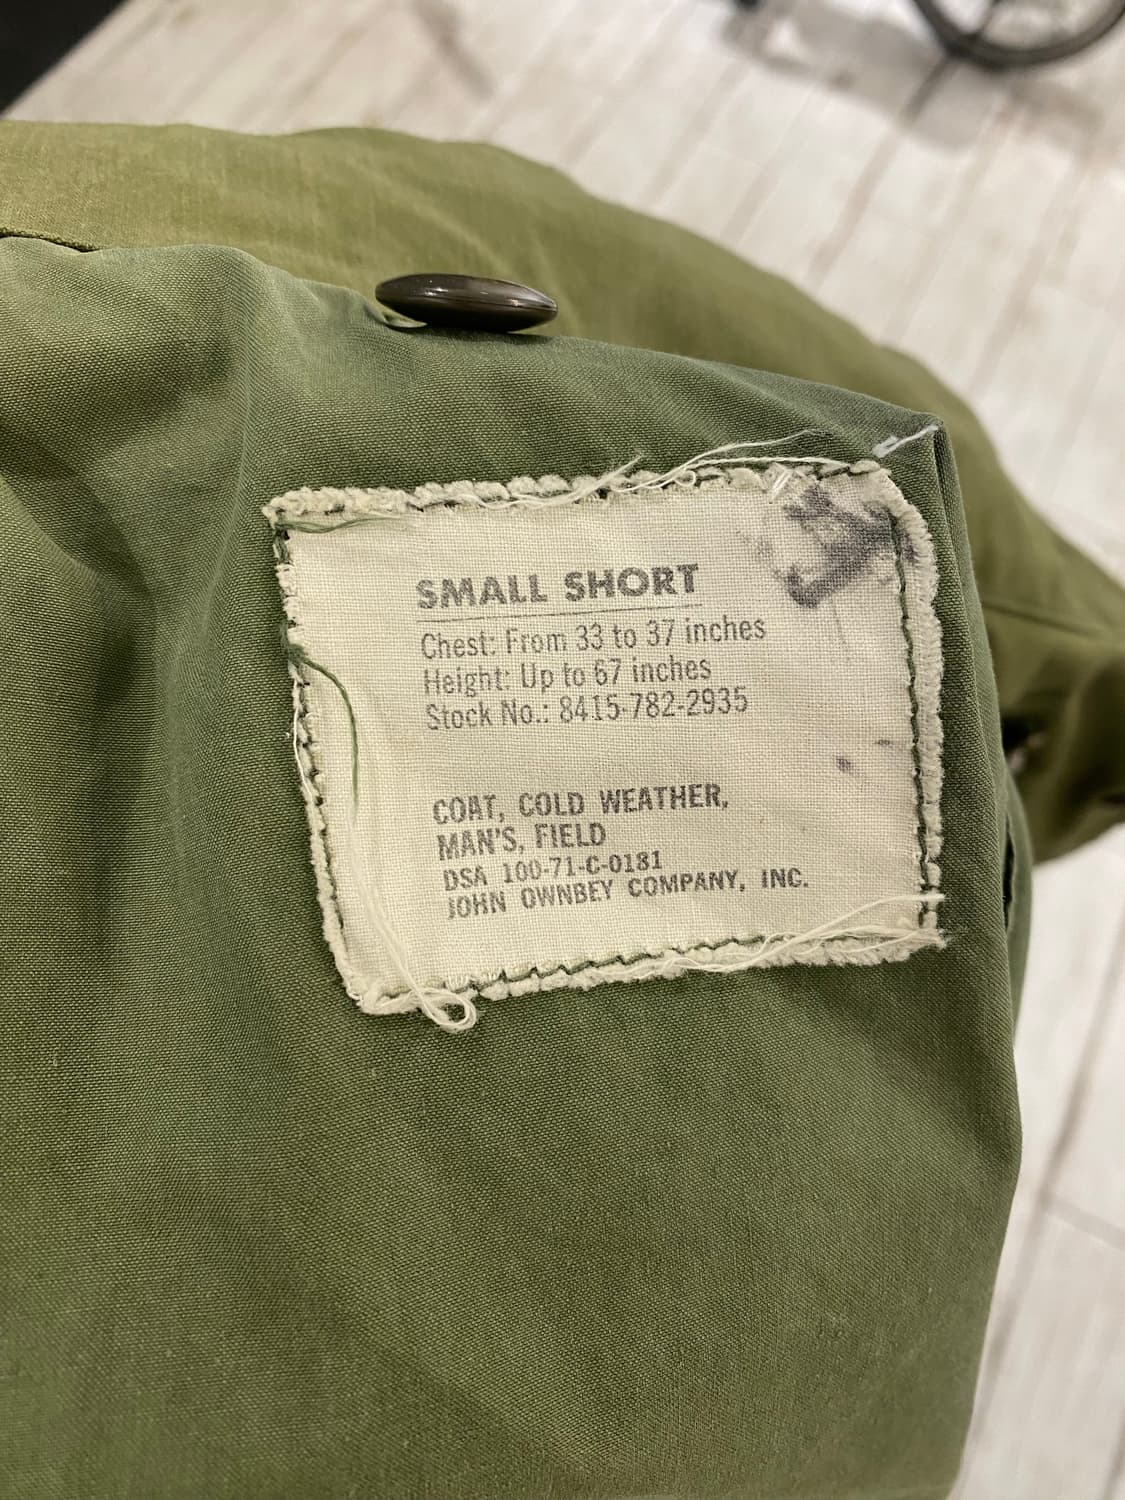 SMALL SHORT
Chest: From 33 to 37 inches
Height: Up to 67 inches
Stock No.: 8415-782-2935
COAT, COLD WEATHER,
MAN'S, FIELD
DSA 100-71-C-0181
JOHN OWNBEY COMPANY, INC.